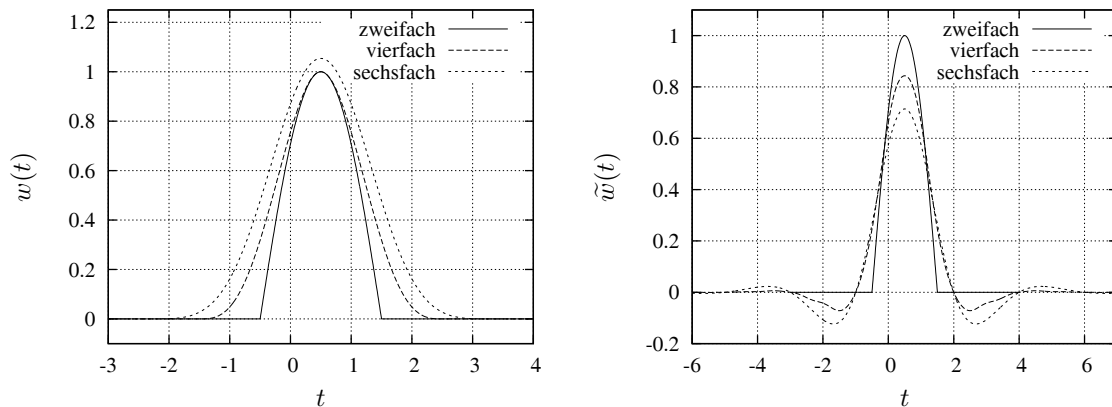 1.2
1
0.8
0.6
0.4
0.2
0
-3 -2 -1 0 1 2 3 4
w(t)
t
zweifach
vierfach
sechsfach
1
0.8
0.6
0.4
0.2
0
-0.2
-6 -4 -2 0 2 4 6
w̃(t)
t
zweifach
vierfach
sechsfach